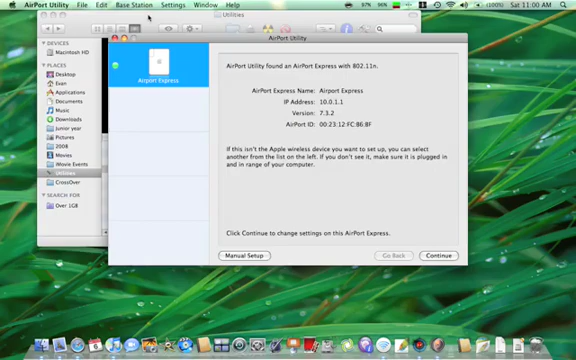 AirPort Utility File Edit Base Station Settings Window Help
Sat 11:00 AM
Utilities
AirPort Utility
DEVICES
Macintosh HD
PLACES
Desktop
Evan
Applications
Documents
Music
Downloads
Junior year
Pictures
2008
Movies
iMovie Events
Utilities
CrossOver
SEARCH FOR
Over 1GB
Airport Express
AirPort Utility found an AirPort Express with 802.11n.
AirPort Express Name: Airport Express
IP Address: 10.0.1.1
Version: 7.3.2
AirPort ID: 00:23:12:FC:B6:BF
If this isn't the Apple wireless device you want to set up, you can select
another from the list on the left. If you don't see it, make sure it is plugged in
and in range of your computer.
Click Continue to change settings on this AirPort Express.
Manual Setup
Go Back
Continue